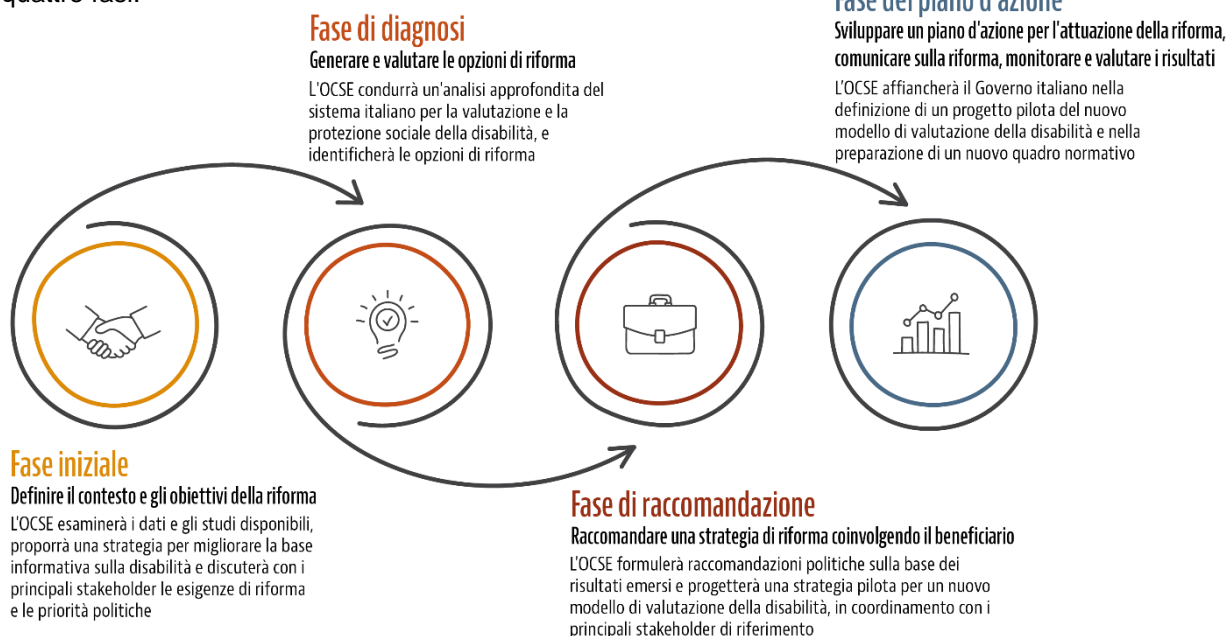 quattro fasi.
Fase di diagnosi
Generare e valutare le opzioni di riforma
L'OCSE condurrà un'analisi approfondita del
sistema italiano per la valutazione e la
protezione sociale della disabilità, e
identificherà le opzioni di riforma
Fase del piano d'azione
Sviluppare un piano d'azione per l'attuazione della riforma,
comunicare sulla riforma, monitorare e valutare i risultati
L'OCSE affiancherà il Governo italiano nella
definizione di un progetto pilota del nuovo
modello di valutazione della disabilità e nella
preparazione di un nuovo quadro normativo
Fase iniziale
Definire il contesto e gli obiettivi della riforma
L'OCSE esaminerà i dati e gli studi disponibili,
proporrà una strategia per migliorare la base
informativa sulla disabilità e discuterà con i
principali stakeholder le esigenze di riforma
e le priorità politiche
Fase di raccomandazione
Raccomandare una strategia di riforma coinvolgendo il beneficiario
L'OCSE formulerà raccomandazioni politiche sulla base dei
risultati emersi e progetterà una strategia pilota per un nuovo
modello di valutazione della disabilità, in coordinamento con i
principali stakeholder di riferimento